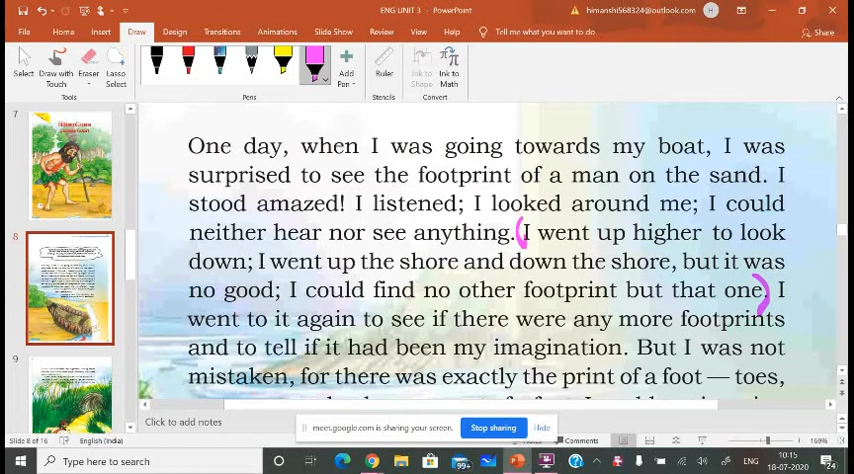 ENG UNIT 3 - PowerPoint
himanshi568324@outlook.com H
File Home Insert Draw Design Transitions Animations Slide Show Review View Help Tell me what you want to do Share
Select Draw with Touch Eraser Lasso Select Add Pen Ruler Ink to Shape Ink to Math
Tools Pens Stencils Convert
7
8
9
One day, when I was going towards my boat, I was
surprised to see the footprint of a man on the sand. I
stood amazed! I listened; I looked around me; I could
neither hear nor see anything. I went up higher to look
down; I went up the shore and down the shore, but it was
no good; I could find no other footprint but that one. I
went to it again to see if there were any more footprints
and to tell if it had been my imagination. But I was not
mistaken, for there was exactly the print of a foot — toes,
Click to add notes
meet.google.com is sharing your screen. Stop sharing Hide
Slide 8 of 16 English (India) Comments 169%
Type here to search 99+ ENG 10:15 18-07-2020 24